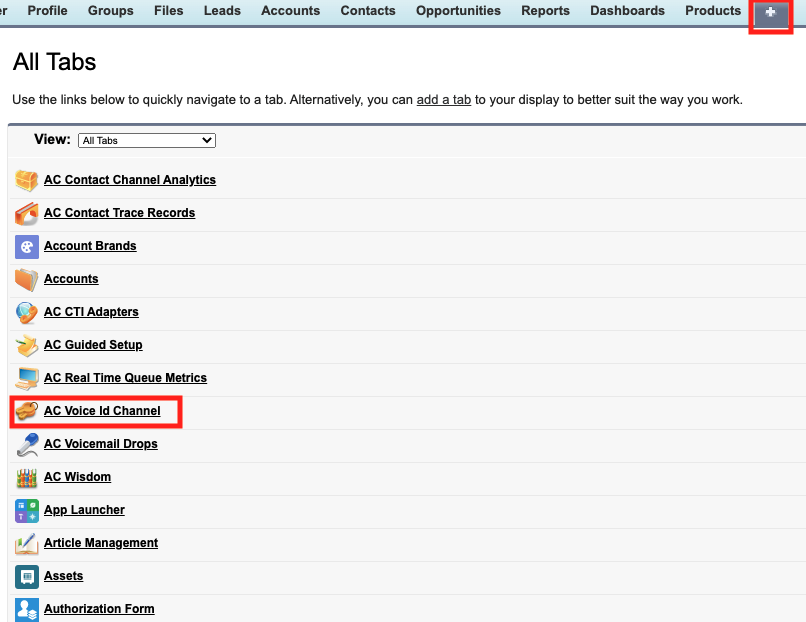 Profile Groups Files Leads Accounts Contacts Opportunities Reports Dashboards Products +
All Tabs
Use the links below to quickly navigate to a tab. Alternatively, you can add a tab to your display to better suit the way you work.
View: All Tabs
AC Contact Channel Analytics
AC Contact Trace Records
Account Brands
Accounts
AC CTI Adapters
AC Guided Setup
AC Real Time Queue Metrics
AC Voice Id Channel
AC Voicemail Drops
AC Wisdom
App Launcher
Article Management
Assets
Authorization Form